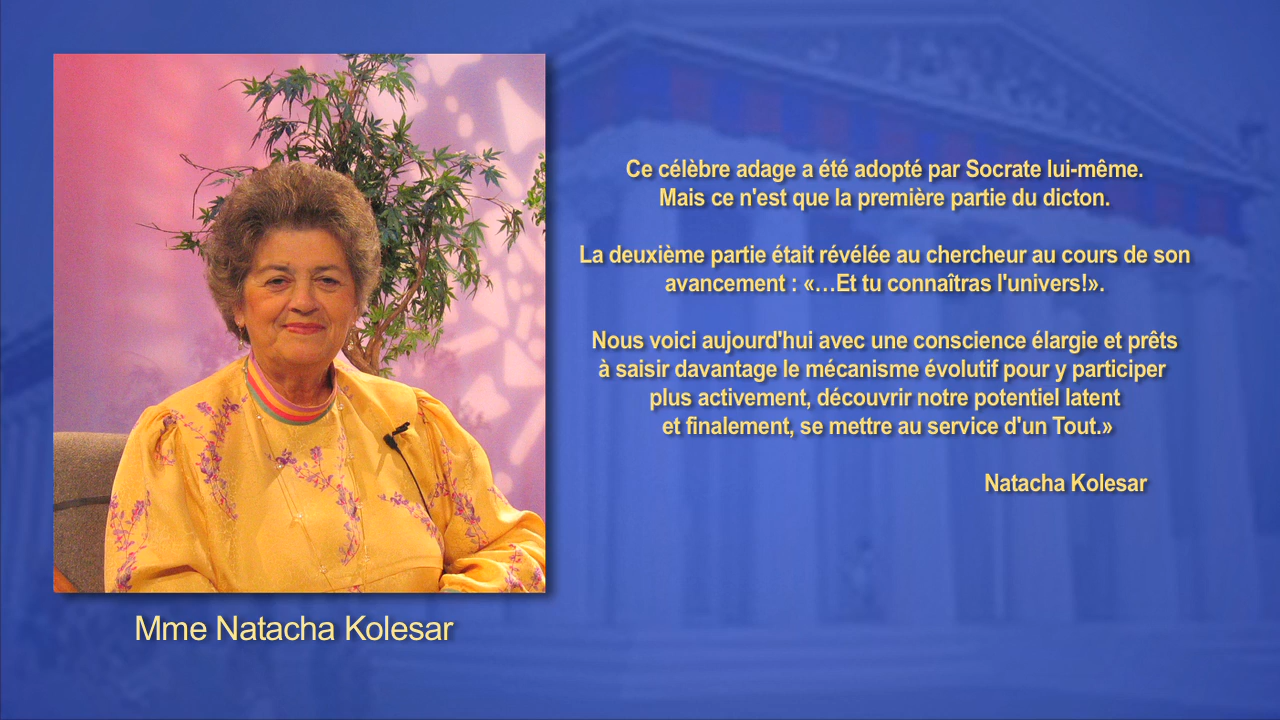 Ce célèbre adage a été adopté par Socrate lui-même.
Mais ce n'est que la première partie du dicton.
La deuxième partie était révélée au chercheur au cours de son
avancement : «…Et tu connaîtras l'univers!».
Nous voici aujourd'hui avec une conscience élargie et prêts
à saisir davantage le mécanisme évolutif pour y participer
plus activement, découvrir notre potentiel latent
et finalement, se mettre au service d'un Tout.»
Natacha Kolesar
Mme Natacha Kolesar